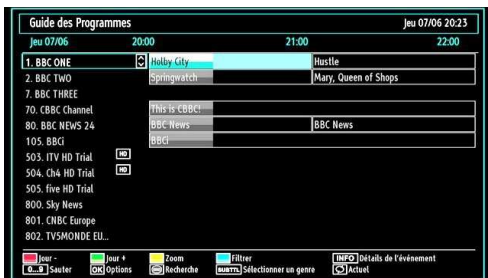 Guide des Programmes Jeu 07/06 20:23
Jeu 07/06 20:00 21:00 22:00
1. BBC ONE Holby City Hustle
2. BBC TWO Springwatch Mary, Queen of Shops
7. BBC THREE
70. CBBC Channel This is CBBC!
80. BBC NEWS 24 BBC News BBC News
105. BBCi BBCi
503. ITV HD Trial HD
504. Ch4 HD Trial HD
505. five HD Trial
800. Sky News
801. CNBC Europe
802. TV5MONDE EU...
Jour - Jour + Zoom Filtrer INFO Détails de l'événement
0...9 Sauter OK Options Recherche SUBTTL Sélectionner un genre Actuel